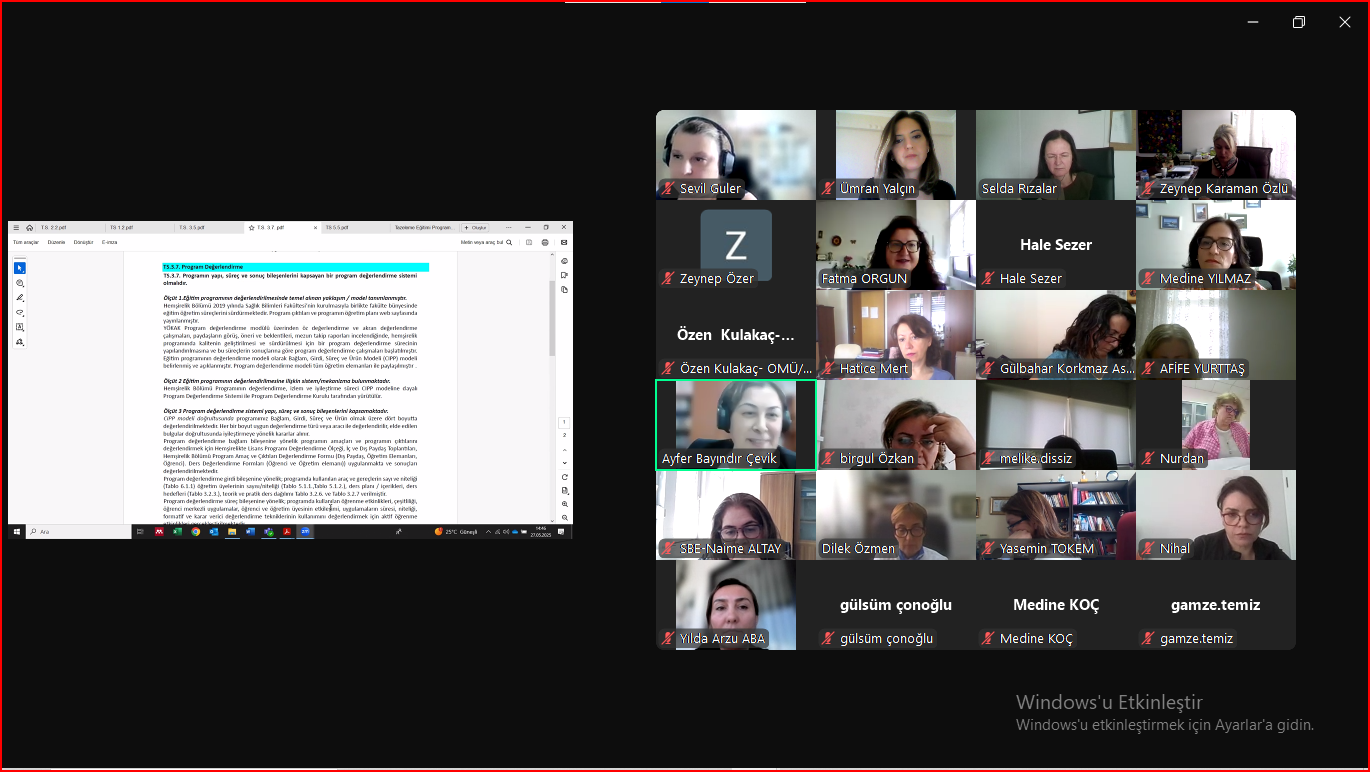 T.S. 2.2.pdf
TS 1.2.pdf
T.S. 3.5.pdf
T.S. 3.7. .pdf
TS 5.5.pdf
Tazeleme Eğitimi Program...
+ Oluştur
Tüm araçlar
Düzenle
Dönüştür
E-imza
Metin veya araç bul
TS.3.7. Program Değerlendirme
TS.3.7. Programın yapı, süreç ve sonuç bileşenlerini kapsayan bir program değerlendirme sistemi
olmalıdır.
Ölçüt 1.Eğitim programının değerlendirilmesinde temel alınan yaklaşım / model tanımlanmıştır.
Hemşirelik Bölümü 2019 yılında Sağlık Bilimleri Fakültesi'nin kurulmasıyla birlikte fakülte bünyesinde
eğitim öğretim süreçlerini sürdürmektedir. Program çıktıları ve programın öğretim planı web sayfasında
yayınlanmıştır.
YÖKAK Program değerlendirme modülü üzerinden öz değerlendirme ve akran değerlendirme
çalışmaları, paydaşların görüş, öneri ve beklentileri, mezun takip raporları incelendiğinde, hemşirelik
programında kalitenin geliştirilmesi ve sürdürülmesi için bir program değerlendirme sürecinin
yapılandırılmasına ve bu süreçlerin sonuçlarına göre program değerlendirme çalışmaları başlatılmıştır.
Eğitim programının değerlendirilmesi modeli olarak Bağlam, Girdi, Süreç ve Ürün Modeli (CIPP) modeli
belirlenmiş ve açıklanmıştır. Program değerlendirme modeli tüm öğretim elemanları ile paylaşılmıştır .
Ölçüt 2 Eğitim programının değerlendirilmesine ilişkin sistem/mekanizma bulunmaktadır.
Hemşirelik Bölümü Programının değerlendirme, izlem ve iyileştirme süreci CIPP modeline dayalı
Program Değerlendirme Sistemi ile Program Değerlendirme Kurulu tarafından yürütülür.
Ölçüt 3 Program değerlendirme sistemi yapı, süreç ve sonuç bileşenlerini kapsamaktadır.
CIPP modeli doğrultusunda programımız Bağlam, Girdi, Süreç ve Ürün olmak üzere dört boyutta
değerlendirilmektedir. Her bir boyut uygun değerlendirme türü veya aracı ile değerlendirilir, elde edilen
bulgular doğrultusunda iyileştirmeye yönelik kararlar alınır.
Program değerlendirme bağlam bileşenine yönelik programın amaçları ve programın çıktılarını
değerlendirmek için Hemşirelikte Lisans Programı Değerlendirme Ölçeği, İç ve Dış Paydaş Toplantıları,
Hemşirelik Bölümü Program Amaç ve Çıktıları Değerlendirme Formu (Dış Paydaş, Öğretim Elemanları,
Öğrenci), Ders Değerlendirme Formları (Öğrenci ve Öğretim elemanı)) uygulanmakta ve sonuçları
değerlendirilmektedir.
Program değerlendirme girdi bileşenine yönelik; programda kullanılan araç ve gereçlerin sayısı ve niteliği
(Tablo 6.1.1) öğretim üyelerinin sayısı/niteliği (Tablo 5.1.1.,Tablo 5.1.2.), ders planı / içerikleri, ders
hedefleri (Tablo 3.2.3.), teorik ve pratik ders dağılımı Tablo 3.2.6. ve Tablo 3.2.7 verilmiştir.
Program değerlendirme süreç bileşenine yönelik, programda kullanılan öğrenme etkinlikleri, çeşitliliği,
öğrenci merkezli uygulamalar, öğrenci ve öğretim üyesinin etkileşimi, uygulamaların süresi, niteliği,
formatif ve karar verici değerlendirme tekniklerinin kullanımını değerlendirmek için aktif öğrenme
1
2
Ara
25°C Güneşli
14:46
27.05.2025
Sevil Guler
Ümran Yalçın
Selda Rızalar
Zeynep Karaman Özlü
Z
Zeynep Özer
Fatma ORGUN
Hale Sezer
Hale Sezer
Medine YILMAZ
Özen Kulakaç-...
Özen Kulakaç- OMÜ/...
Hatice Mert
Gülbahar Korkmaz As...
AFİFE YURTTAŞ
Ayfer Bayındır Çevik
birgul Özkan
melike.dissiz
Nurdan
SBE-Naime ALTAY
Dilek Özmen
Yasemin TOKEM
Nihal
Yılda Arzu ABA
gülsüm çonoğlu
gülsüm çonoğlu
Medine KOÇ
Medine KOÇ
gamze.temiz
gamze.temiz
Windows'u Etkinleştir
Windows'u etkinleştirmek için Ayarlar'a gidin.